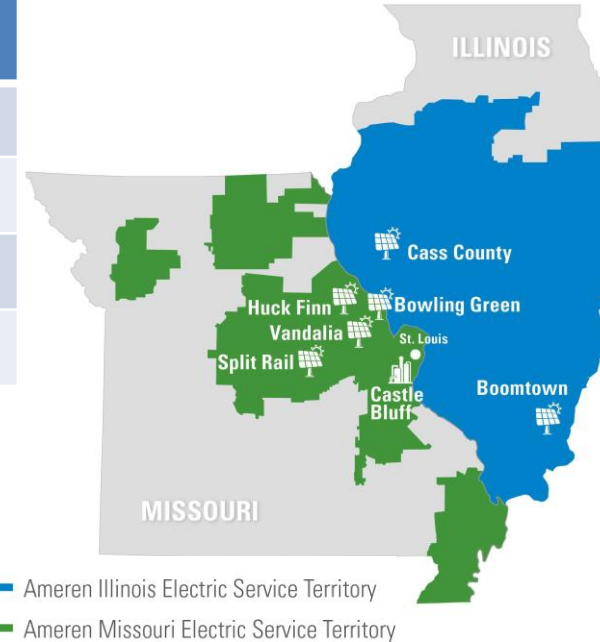 ILLINOIS
Cass County
Huck Finn
Bowling Green
Vandalia
St. Louis
Split Rail
Castle
Bluff
Boomtown
MISSOURI
Ameren Illinois Electric Service Territory
Ameren Missouri Electric Service Territory